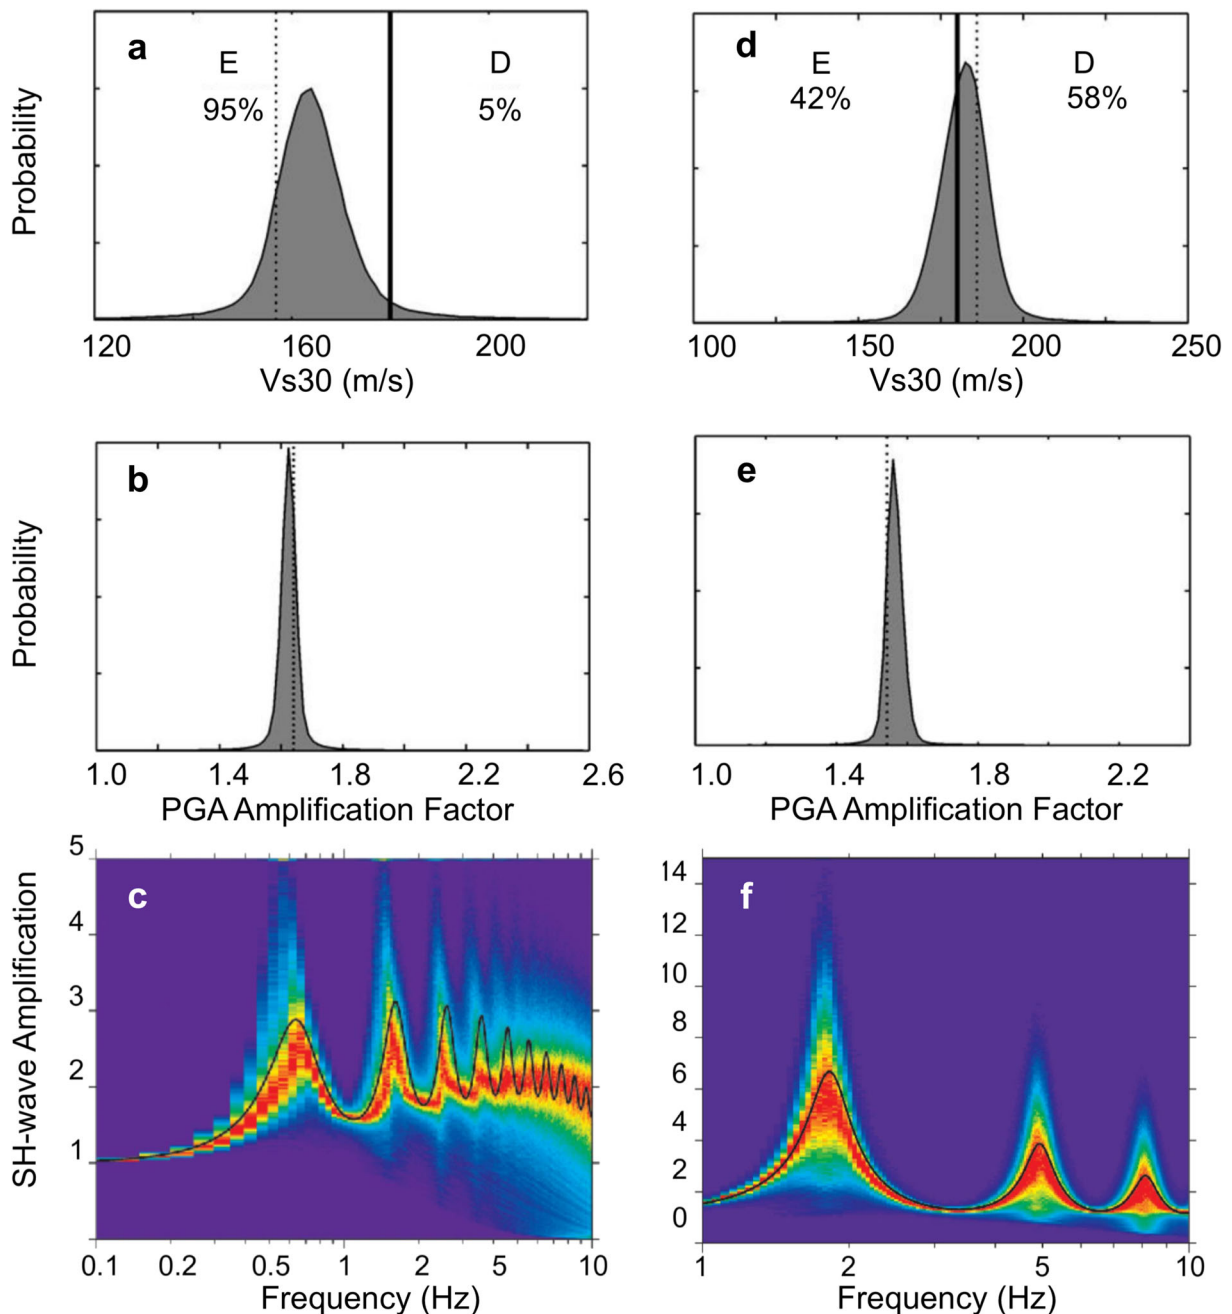 a
E
D
95%
5%
Probability
120
160
200
Vs30 (m/s)
d
E
D
42%
58%
100
150
200
250
Vs30 (m/s)
b
Probability
1.0
1.4
1.8
2.2
2.6
PGA Amplification Factor
e
1.0
1.4
1.8
2.2
PGA Amplification Factor
c
SH-wave Amplification
5
4
3
2
1
0.1
0.2
0.5
1
2
5
10
Frequency (Hz)
f
14
12
10
8
6
4
2
0
1
2
5
10
Frequency (Hz)